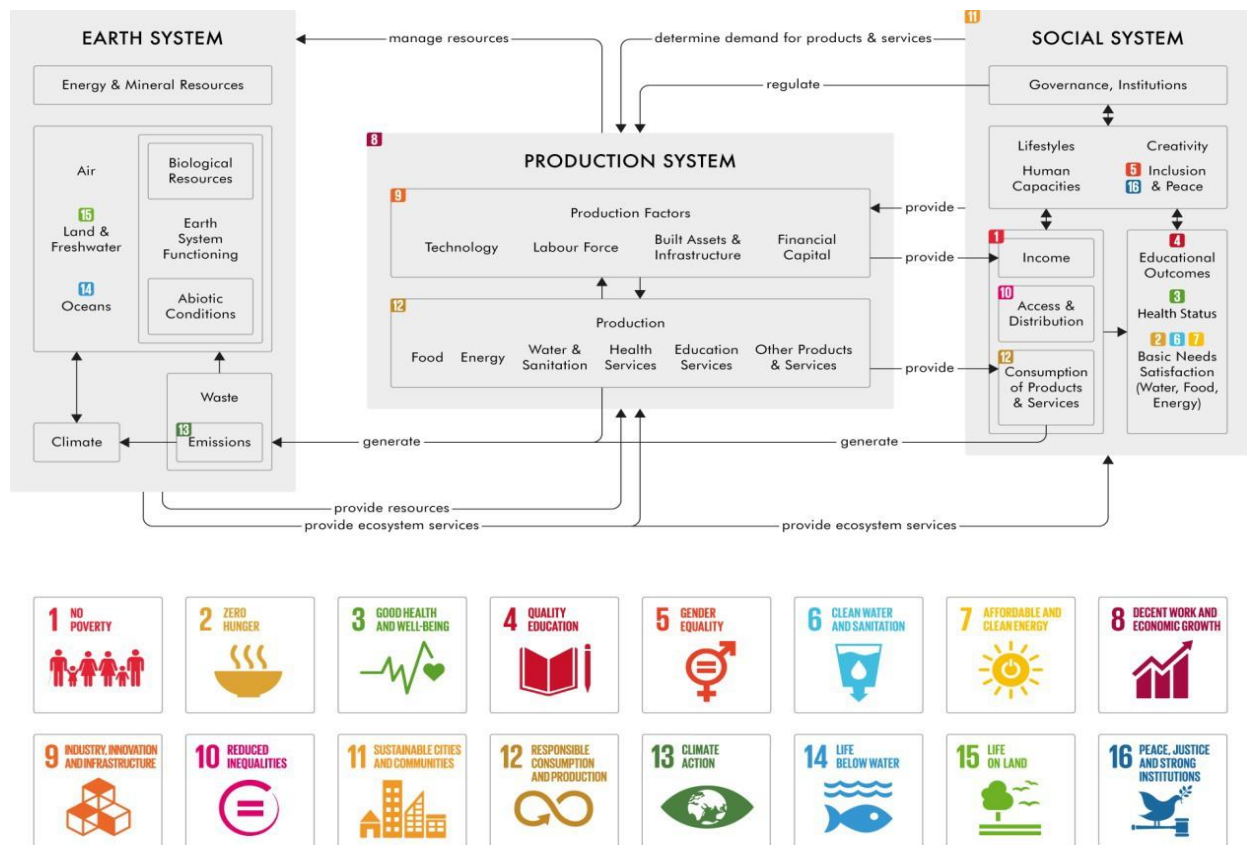 EARTH SYSTEM
Energy & Mineral Resources
Air
15
Land &
Freshwater
14
Oceans
Biological
Resources
Earth
System
Functioning
Abiotic
Conditions
Waste
13
Emissions
Climate
manage resources
determine demand for products & services
regulate
8
PRODUCTION SYSTEM
9
Production Factors
Technology
Labour Force
Built Assets &
Infrastructure
Financial
Capital
12
Production
Food
Energy
Water &
Sanitation
Health
Services
Education
Services
Other Products
& Services
provide
provide
provide
generate
generate
provide resources
provide ecosystem services
provide ecosystem services
11
SOCIAL SYSTEM
Governance, Institutions
Lifestyles
Human
Capacities
Creativity
5 Inclusion
16 & Peace
1
Income
10
Access &
Distribution
12
Consumption
of Products
& Services
4
Educational
Outcomes
3
Health Status
2 6 7
Basic Needs
Satisfaction
(Water, Food,
Energy)
1 NO
POVERTY
2 ZERO
HUNGER
3 GOOD HEALTH
AND WELL-BEING
4 QUALITY
EDUCATION
5 GENDER
EQUALITY
6 CLEAN WATER
AND SANITATION
7 AFFORDABLE AND
CLEAN ENERGY
8 DECENT WORK AND
ECONOMIC GROWTH
9 INDUSTRY, INNOVATION
AND INFRASTRUCTURE
10 REDUCED
INEQUALITIES
11 SUSTAINABLE CITIES
AND COMMUNITIES
12 RESPONSIBLE
CONSUMPTION
AND PRODUCTION
13 CLIMATE
ACTION
14 LIFE
BELOW WATER
15 LIFE
ON LAND
16 PEACE, JUSTICE
AND STRONG
INSTITUTIONS